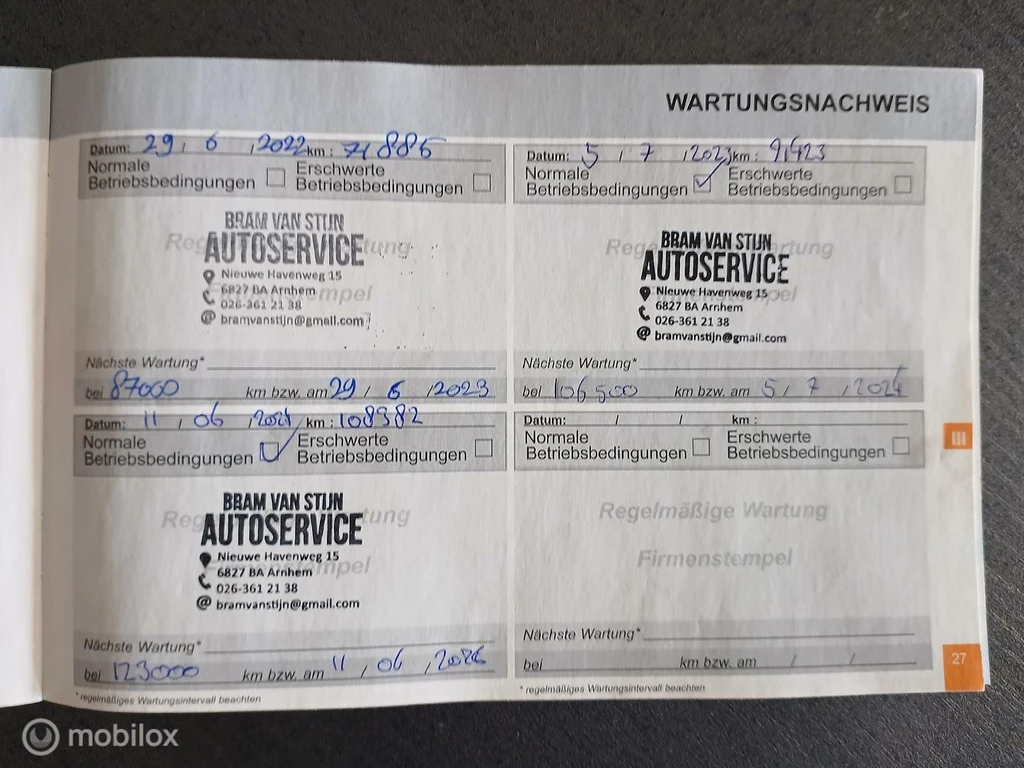 WARTUNGSNACHWEIS
Datum: 29 / 6 / 2022 km: 71886
Normale Betriebsbedingungen
Erschwerte Betriebsbedingungen
BRAM VAN STIJN
AUTOSERVICE
Nieuwe Havenweg 15
6827 BA Arnhem
026-361 21 38
bramvanstijn@gmail.com
Nächste Wartung*
bei 87000 km bzw. am 29 / 6 / 2023
Datum: 5 / 7 / 2023 km: 91423
Normale Betriebsbedingungen
Erschwerte Betriebsbedingungen
BRAM VAN STIJN
AUTOSERVICE
Nieuwe Havenweg 15
6827 BA Arnhem
026-361 21 38
bramvanstijn@gmail.com
Nächste Wartung*
bei 106500 km bzw. am 5 / 7 / 2024
Datum: 11 / 06 / km: 108982
Normale Betriebsbedingungen
Erschwerte Betriebsbedingungen
BRAM VAN STIJN
AUTOSERVICE
Nieuwe Havenweg 15
6827 BA Arnhem
026-361 21 38
@ bramvanstijn@gmail.com
Nächste Wartung*
bei 123000 km bzw. am 11 / 06 /
* regelmäßiges Wartungsintervall beachten
Datum: / / km:
Normale Betriebsbedingungen
Erschwerte Betriebsbedingungen
Regelmäßige Wartung
Firmenstempel
Nächste Wartung*
bei km bzw. am / /
* regelmäßiges Wartungsintervall beachten
III
27
mobilox